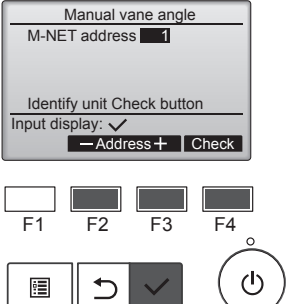 Manual vane angle
M-NET address 1
Identify unit Check button
Input display: ✓
− Address + Check
F1 F2 F3 F4